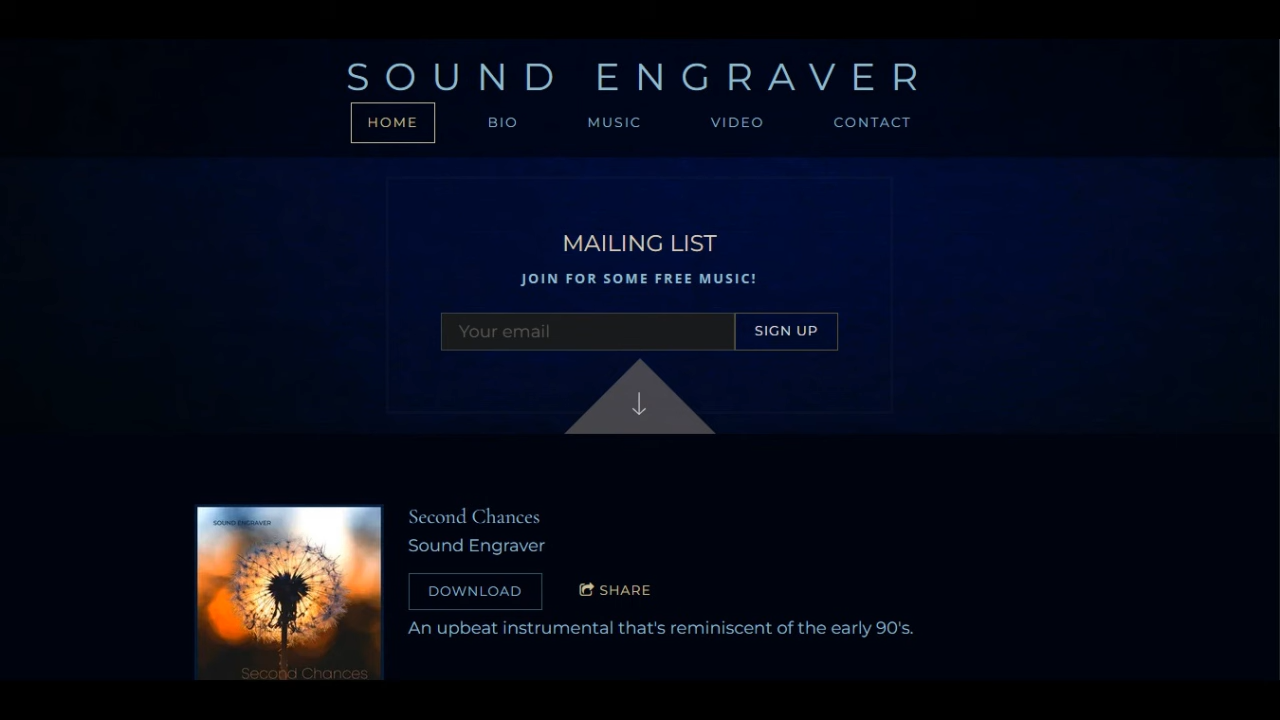 SOUND ENGRAVER
HOME BIO MUSIC VIDEO CONTACT
MAILING LIST
JOIN FOR SOME FREE MUSIC!
Your email SIGN UP
SOUND ENGRAVER
Second Chances
Sound Engraver
DOWNLOAD SHARE
An upbeat instrumental that's reminiscent of the early 90's.
Second Chances